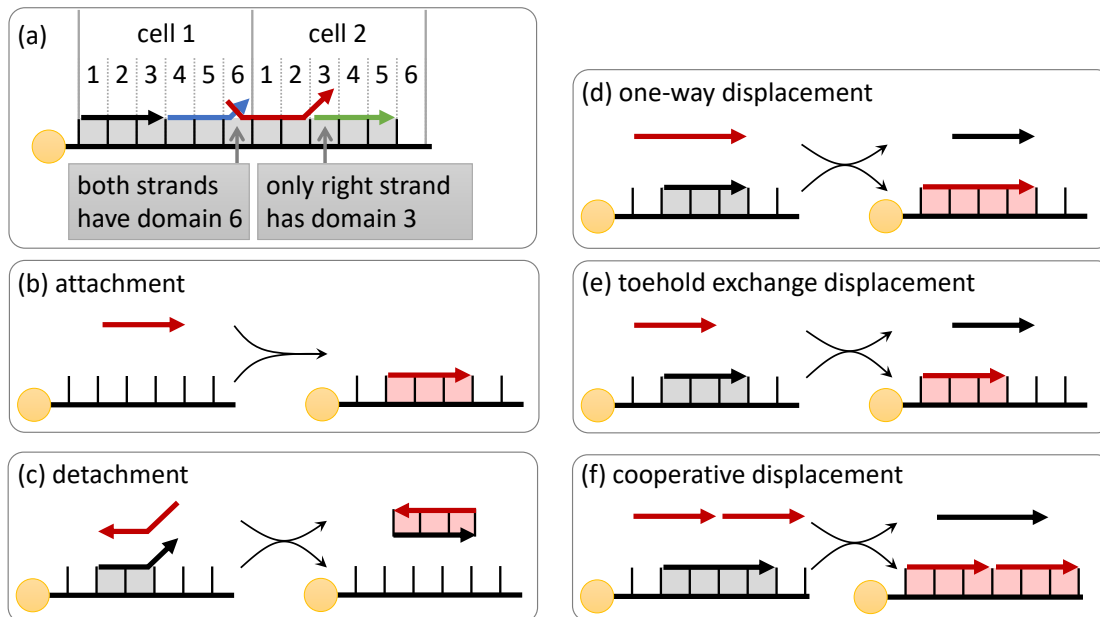 (a)
cell 1 cell 2
1 2 3 4 5 6 1 2 3 4 5 6
both strands
have domain 6
only right strand
has domain 3
(b) attachment
(c) detachment
(d) one-way displacement
(e) toehold exchange displacement
(f) cooperative displacement